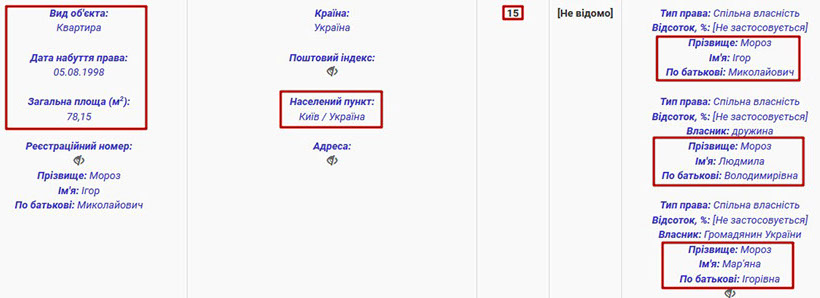 Вид об'єкта:
Квартира
Дата набуття права:
05.08.1998
Загальна площа (м²):
78,15
Реєстраційний номер:
Прізвище: Мороз
Ім'я: Ігор
По батькові: Миколайович
Країна:
Україна
Поштовий індекс:
Населений пункт:
Київ / Україна
Адреса:
15
[Не відомо]
Тип права: Спільна власність
Відсоток, %: [Не застосовується]
Прізвище: Мороз
Ім'я: Ігор
По батькові: Миколайович
Тип права: Спільна власність
Відсоток, %: [Не застосовується]
Власник: дружина
Прізвище: Мороз
Ім'я: Людмила
По батькові: Володимирівна
Тип права: Спільна власність
Відсоток, %: [Не застосовується]
Власник: Громадянин України
Прізвище: Мороз
Ім'я: Мар'яна
По батькові: Ігорівна